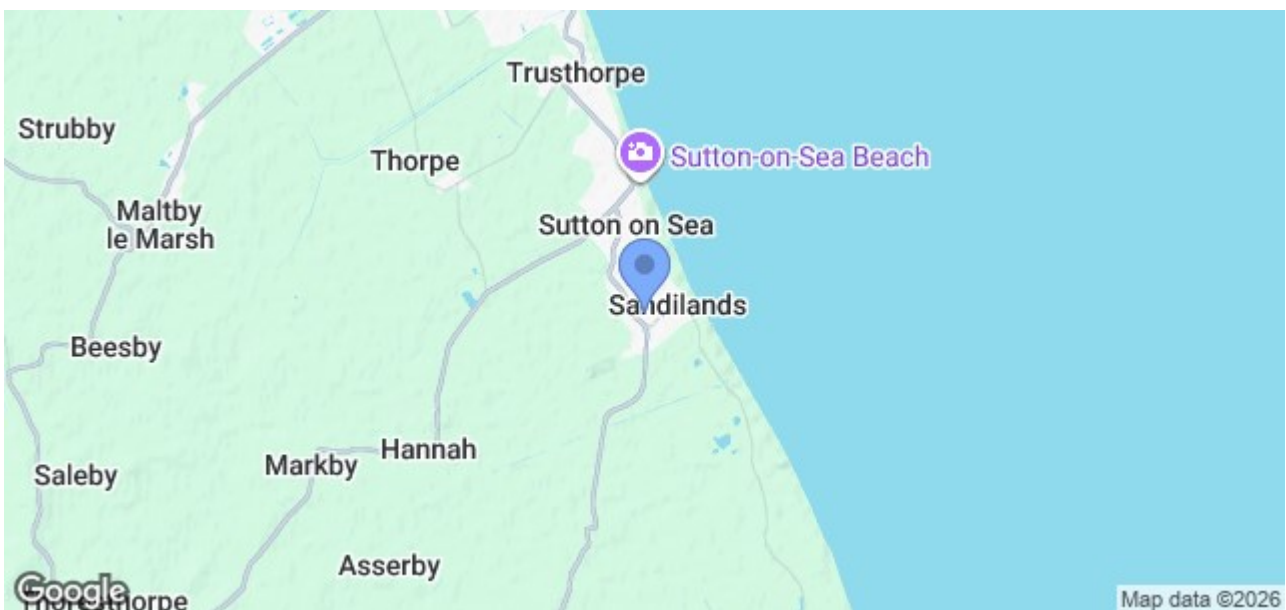 Trusthorpe
Strubby
Thorpe
Sutton-on-Sea Beach
Maltby
le Marsh
Sutton on Sea
Sandilands
Beesby
Hannah
Markby
Saleby
Asserby
Google
Map data ©2026